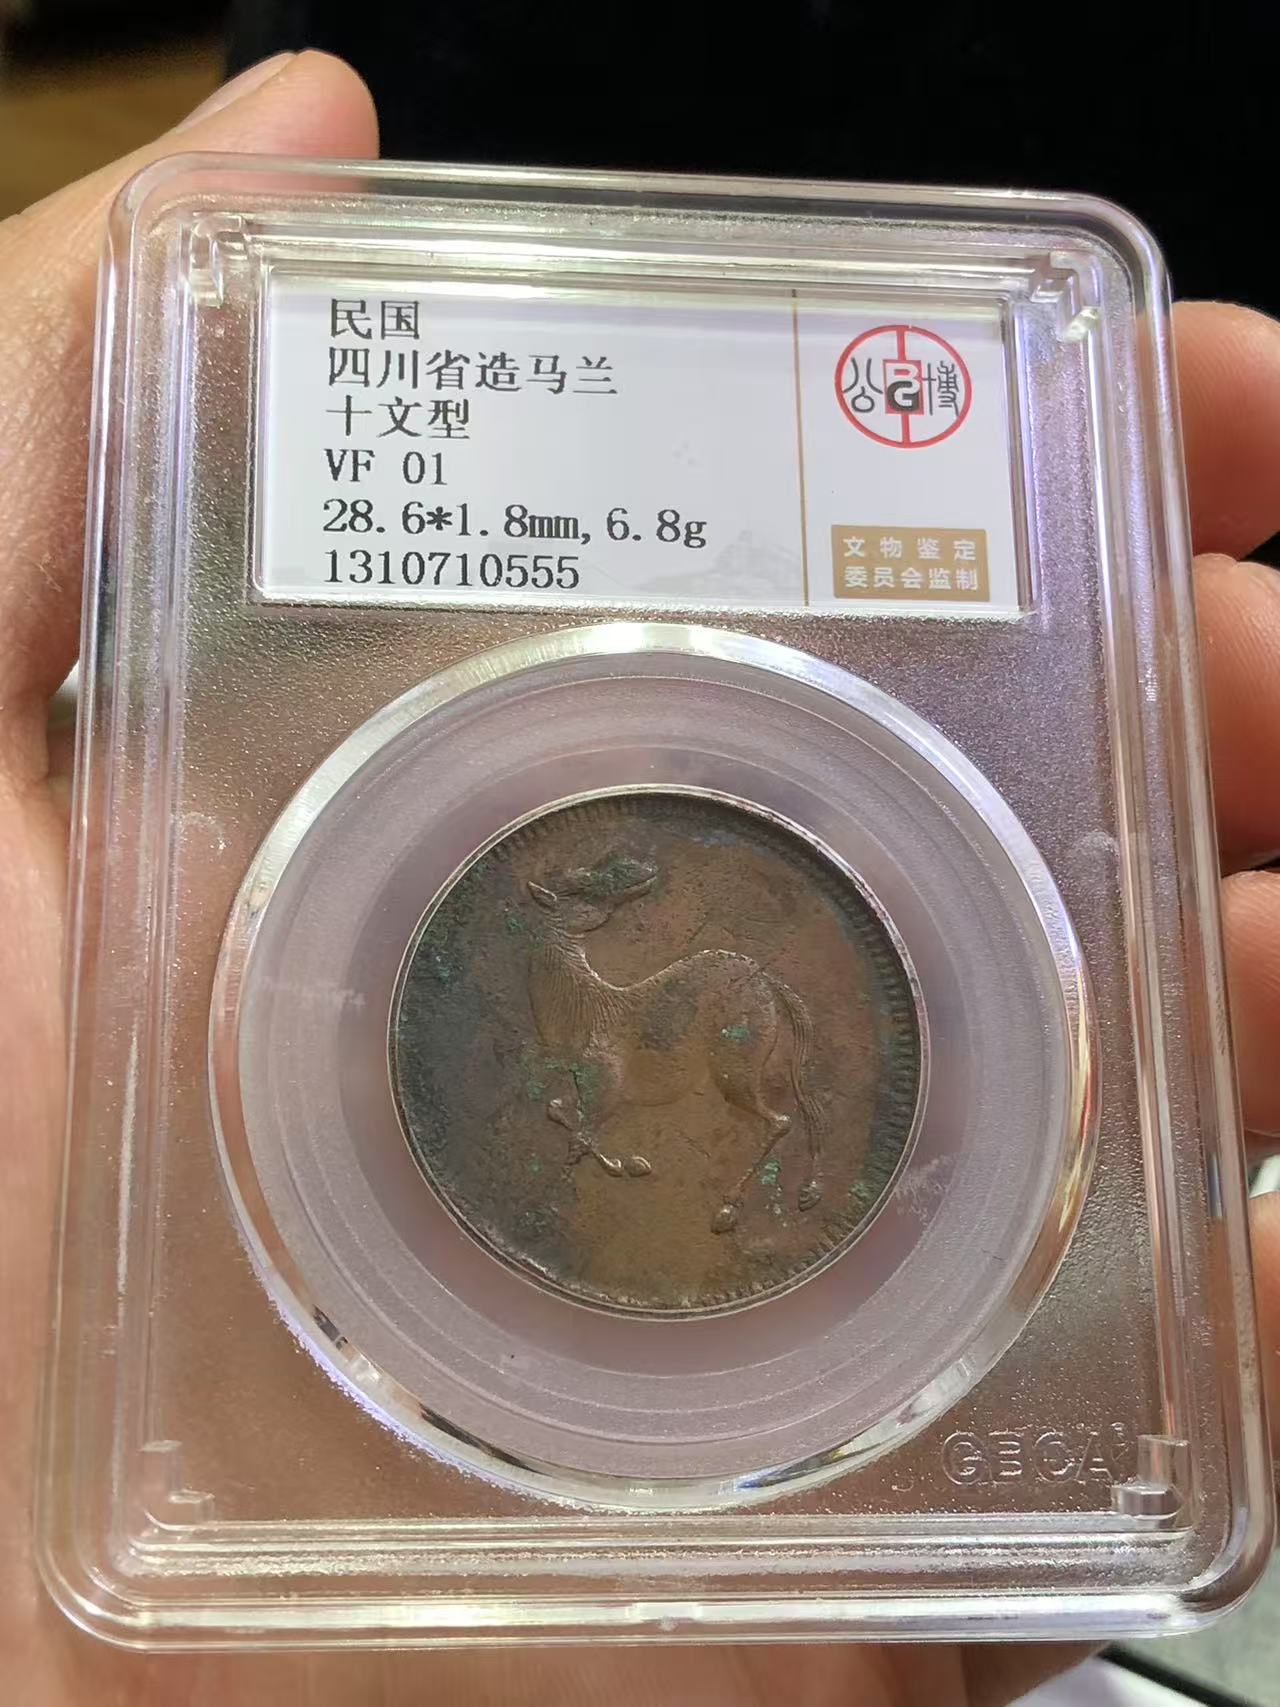 民国
四川省造马兰
十文型
VF 01
28.6*1.8mm,6.8g
1310710555
公博
BG
文物鉴定
委员会监制
GBCA